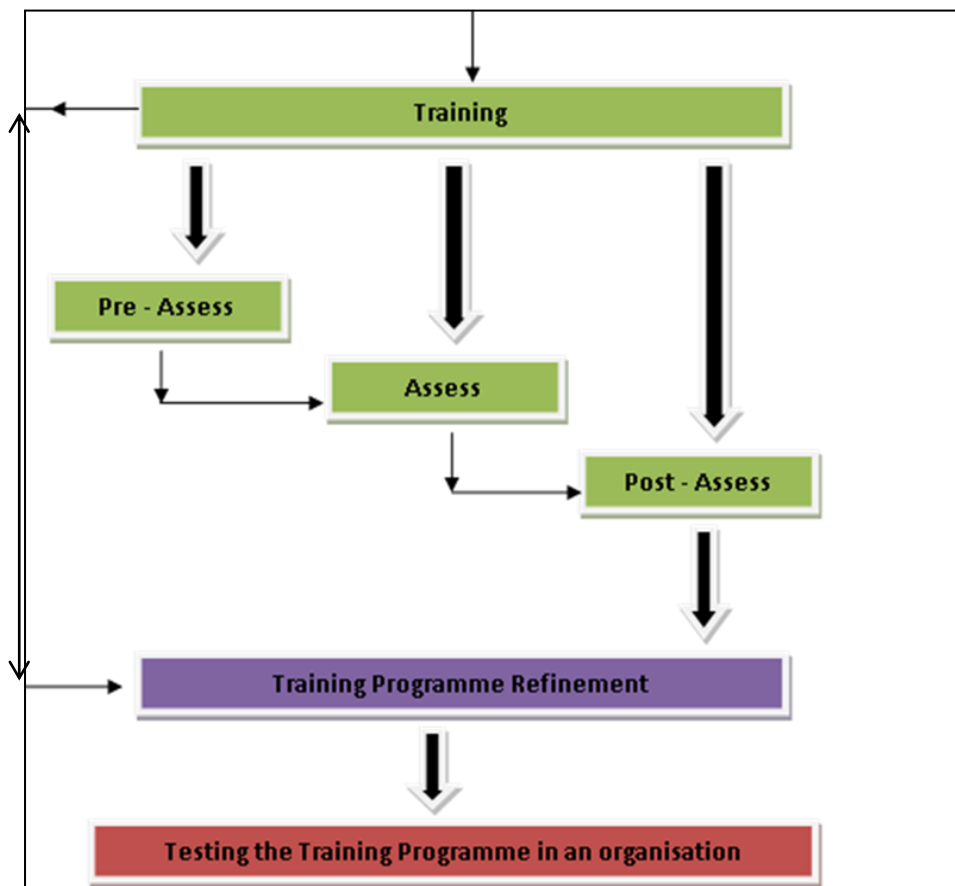 Training
Pre - Assess
Assess
Post - Assess
Training Programme Refinement
Testing the Training Programme in an organisation